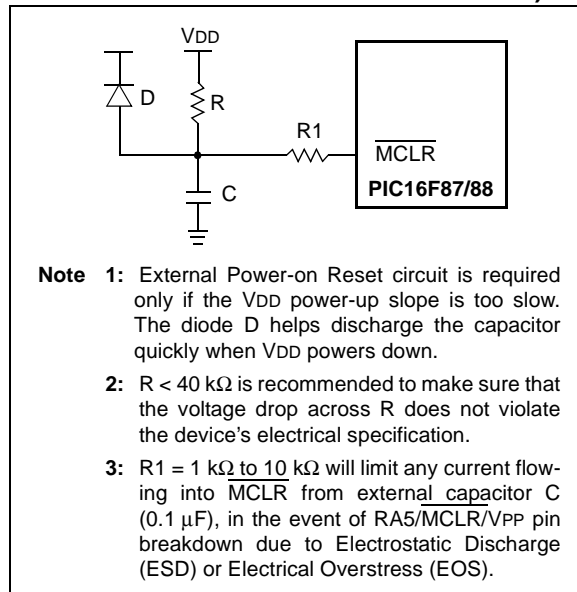 VDD
D
R
R1
MCLR
PIC16F87/88
C
Note 1: External Power-on Reset circuit is required
only if the VDD power-up slope is too slow.
The diode D helps discharge the capacitor
quickly when VDD powers down.
2: R < 40 kΩ is recommended to make sure that
the voltage drop across R does not violate
the device's electrical specification.
3: R1 = 1 kΩ to 10 kΩ will limit any current flow-
ing into MCLR from external capacitor C
(0.1 μF), in the event of RA5/MCLR/VPP pin
breakdown due to Electrostatic Discharge
(ESD) or Electrical Overstress (EOS).